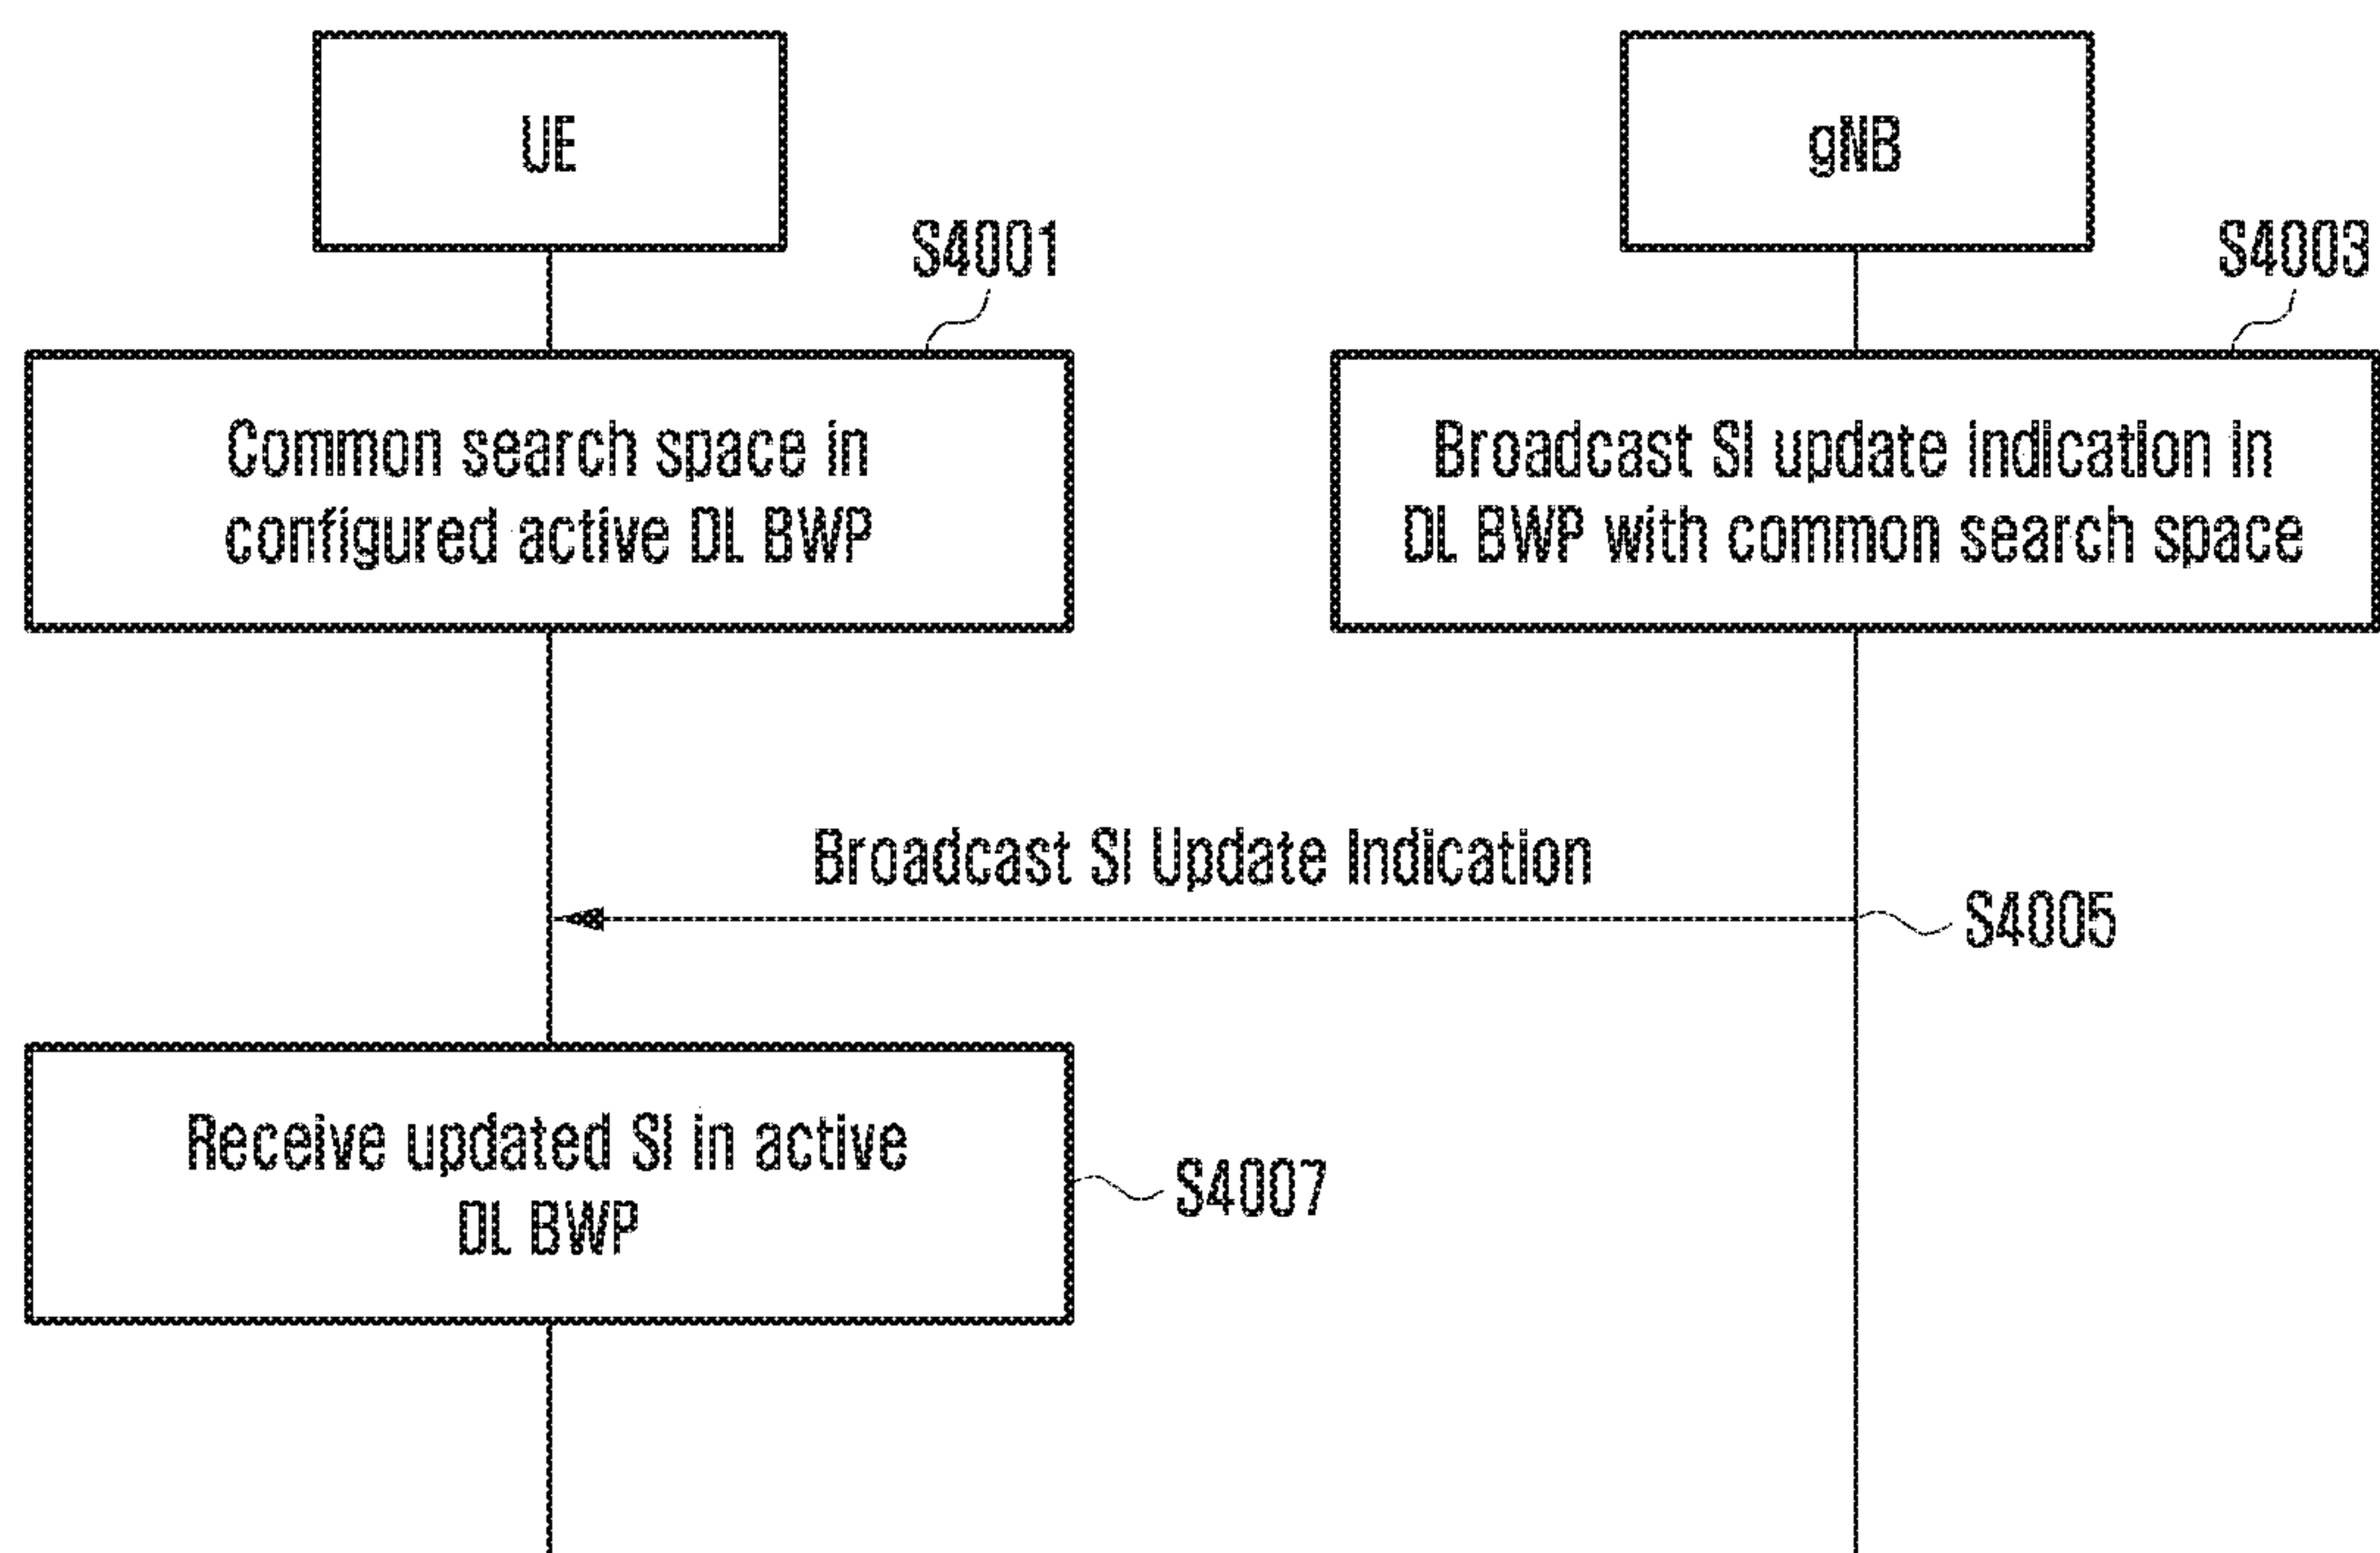 UE
gNB
S4001
S4003
Common search space in
configured active DL BWP
Broadcast SI update indication in
DL BWP with common search space
Broadcast SI Update Indication
S4005
Receive updated SI in active
DL BWP
S4007